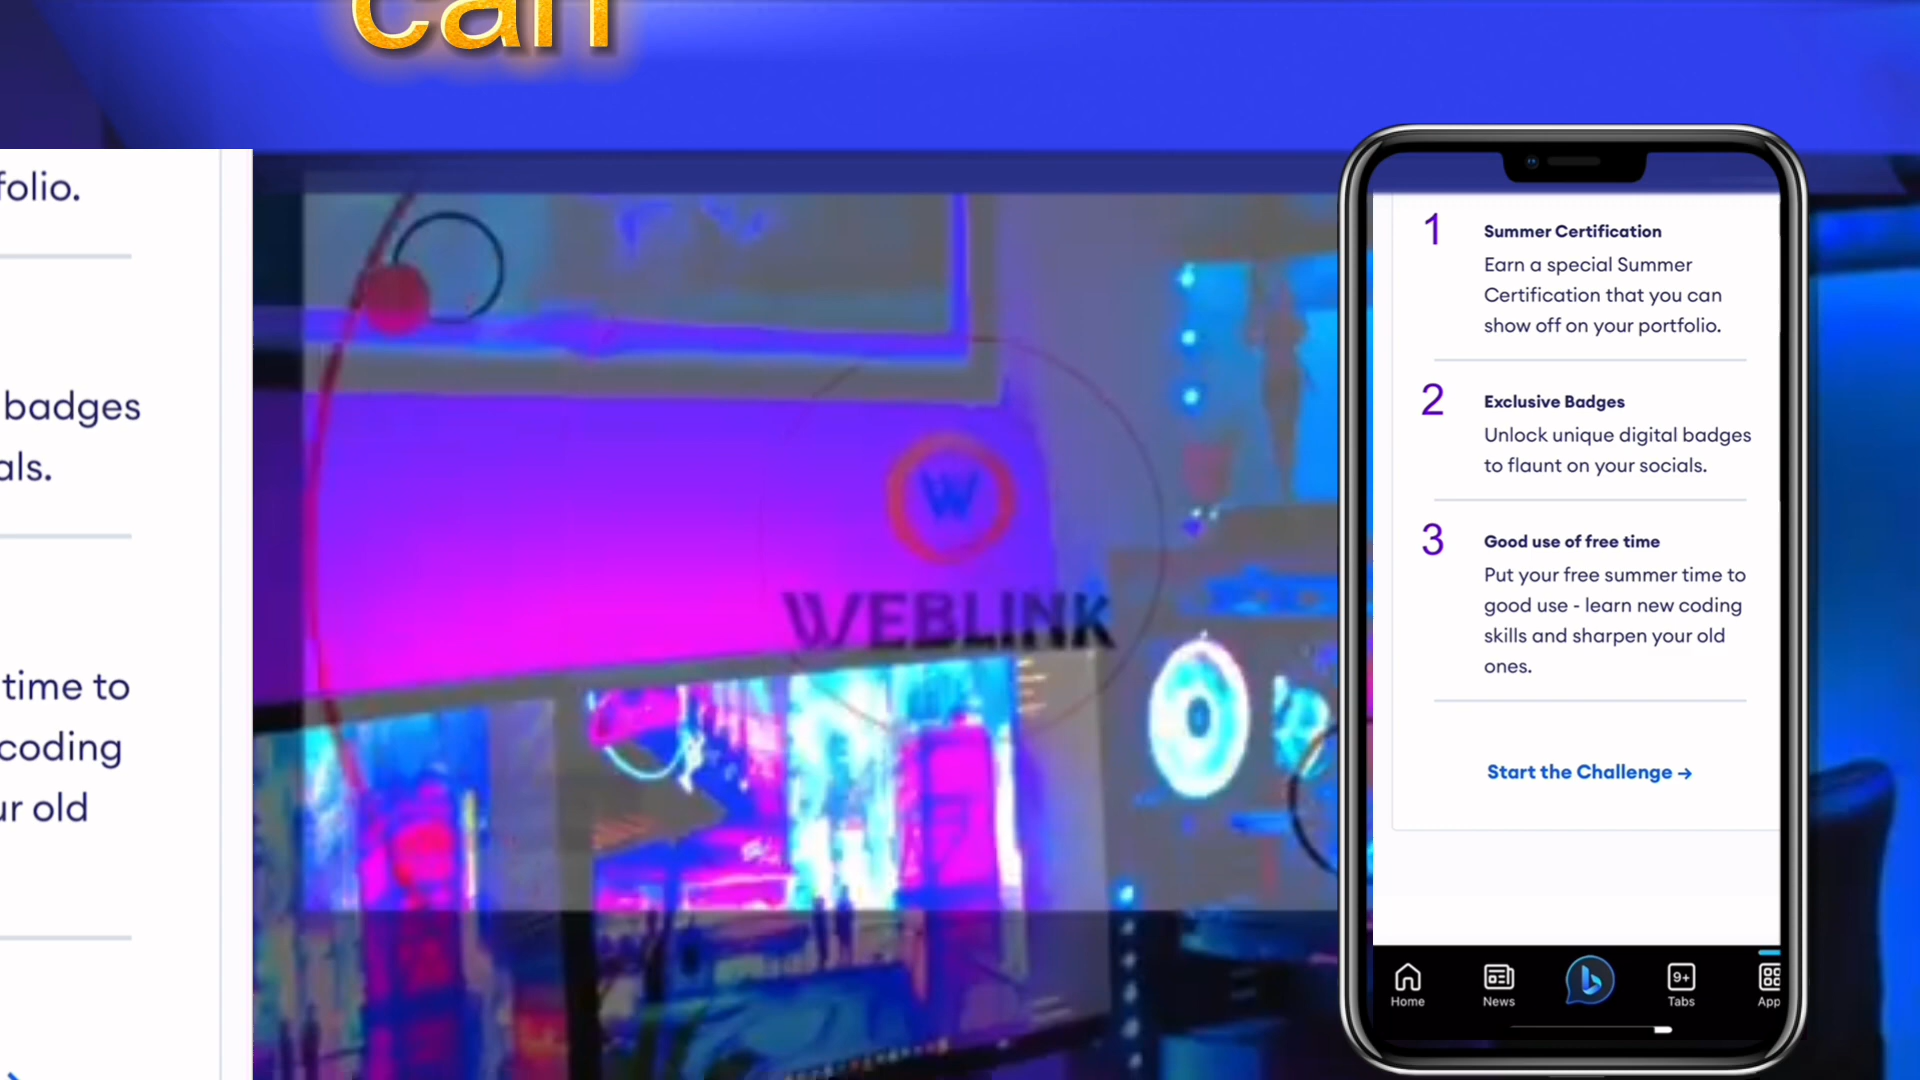 can
folio.
badges
als.
time to
coding
ur old
W
WEBLINK
1 Summer Certification
Earn a special Summer
Certification that you can
show off on your portfolio.
2 Exclusive Badges
Unlock unique digital badges
to flaunt on your socials.
3 Good use of free time
Put your free summer time to
good use - learn new coding
skills and sharpen your old
ones.
Start the Challenge →
9+
Home News Tabs App